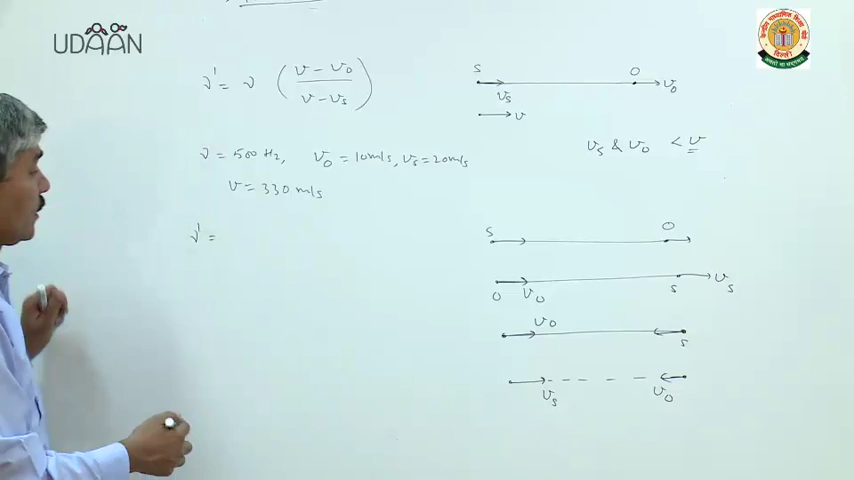 UDAAN
ν' = ν ( v – v₀ / v – vₛ )
S O
vₛ v₀
v
vₛ & v₀ < v
ν = 500 Hz, v₀ = 10 m/s, vₛ = 20 m/s
v = 330 m/s
ν' =
S O
O v₀ S vₛ
v₀ S
vₛ v₀